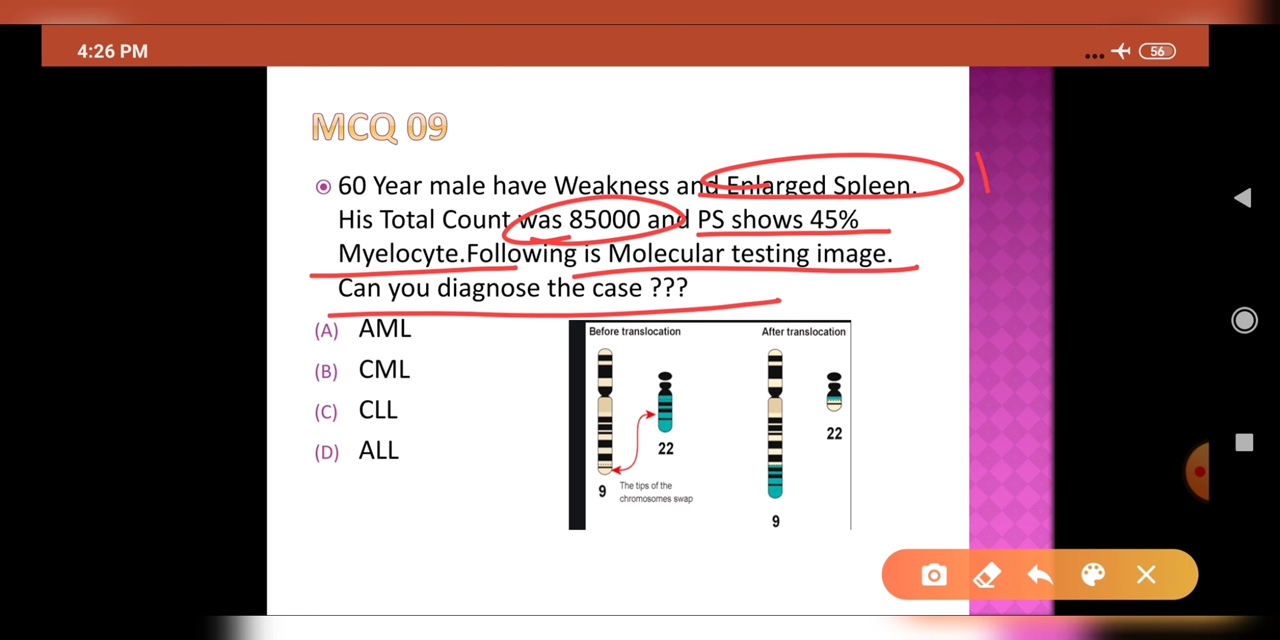 4:26 PM
56
MCQ 09
60 Year male have Weakness and Enlarged Spleen.
His Total Count was 85000 and PS shows 45%
Myelocyte.Following is Molecular testing image.
Can you diagnose the case ???
(A) AML
(B) CML
(C) CLL
(D) ALL
Before translocation
After translocation
22
22
9
The tips of the
chromosomes swap
9